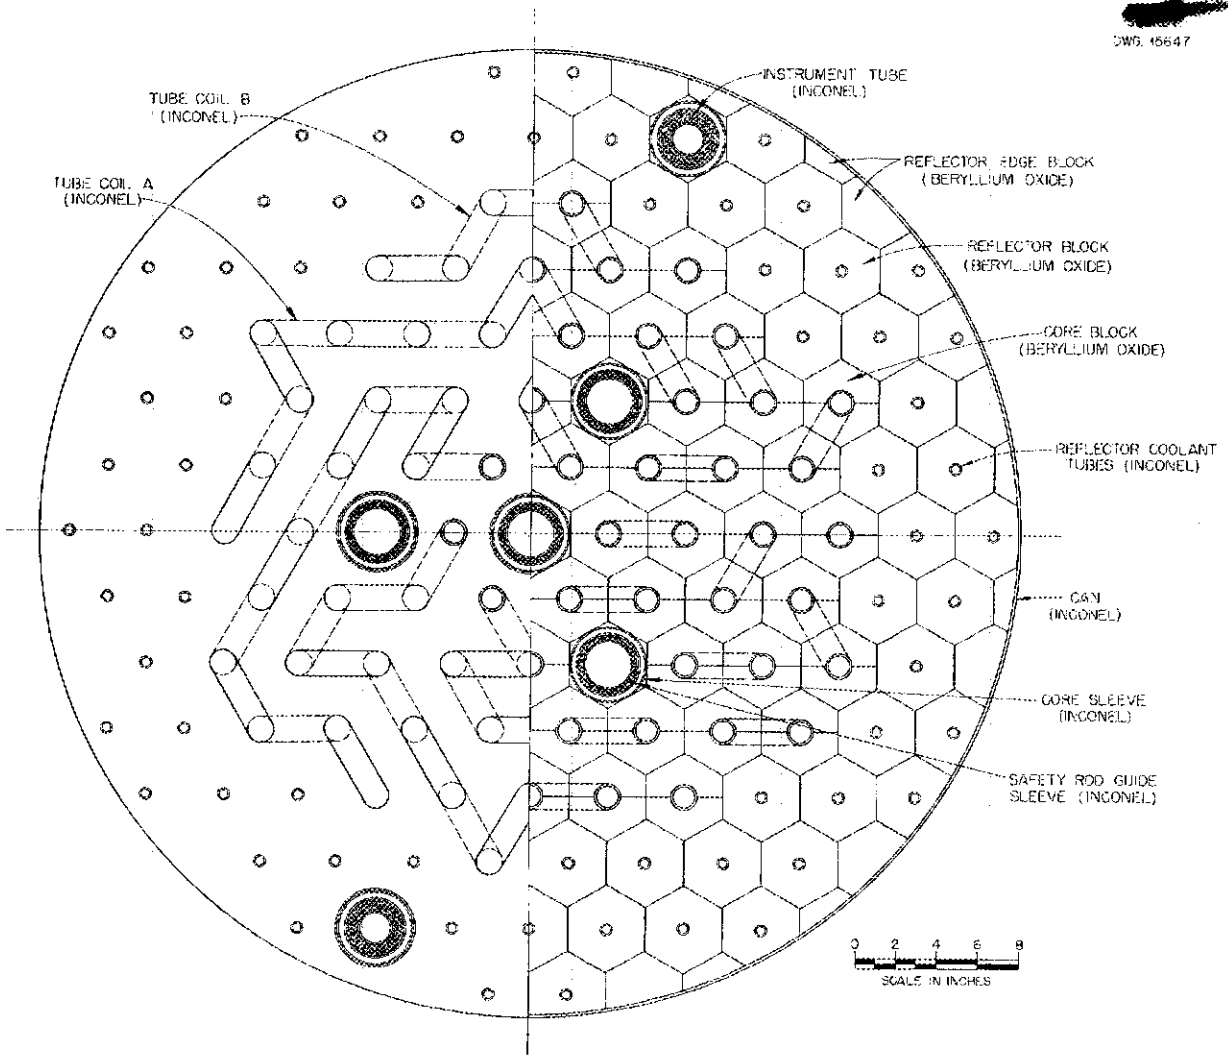 DWG. 15647
INSTRUMENT TUBE
(INCONEL)
TUBE COIL B
(INCONEL)
REFLECTOR EDGE BLOCK
(BERYLLIUM OXIDE)
TUBE COIL A
(INCONEL)
REFLECTOR BLOCK
(BERYLLIUM OXIDE)
CORE BLOCK
(BERYLLIUM OXIDE)
REFLECTOR COOLANT
TUBES (INCONEL)
CAN
(INCONEL)
CORE SLEEVE
(INCONEL)
SAFETY ROD GUIDE
SLEEVE (INCONEL)
0 2 4 6 8
SCALE IN INCHES